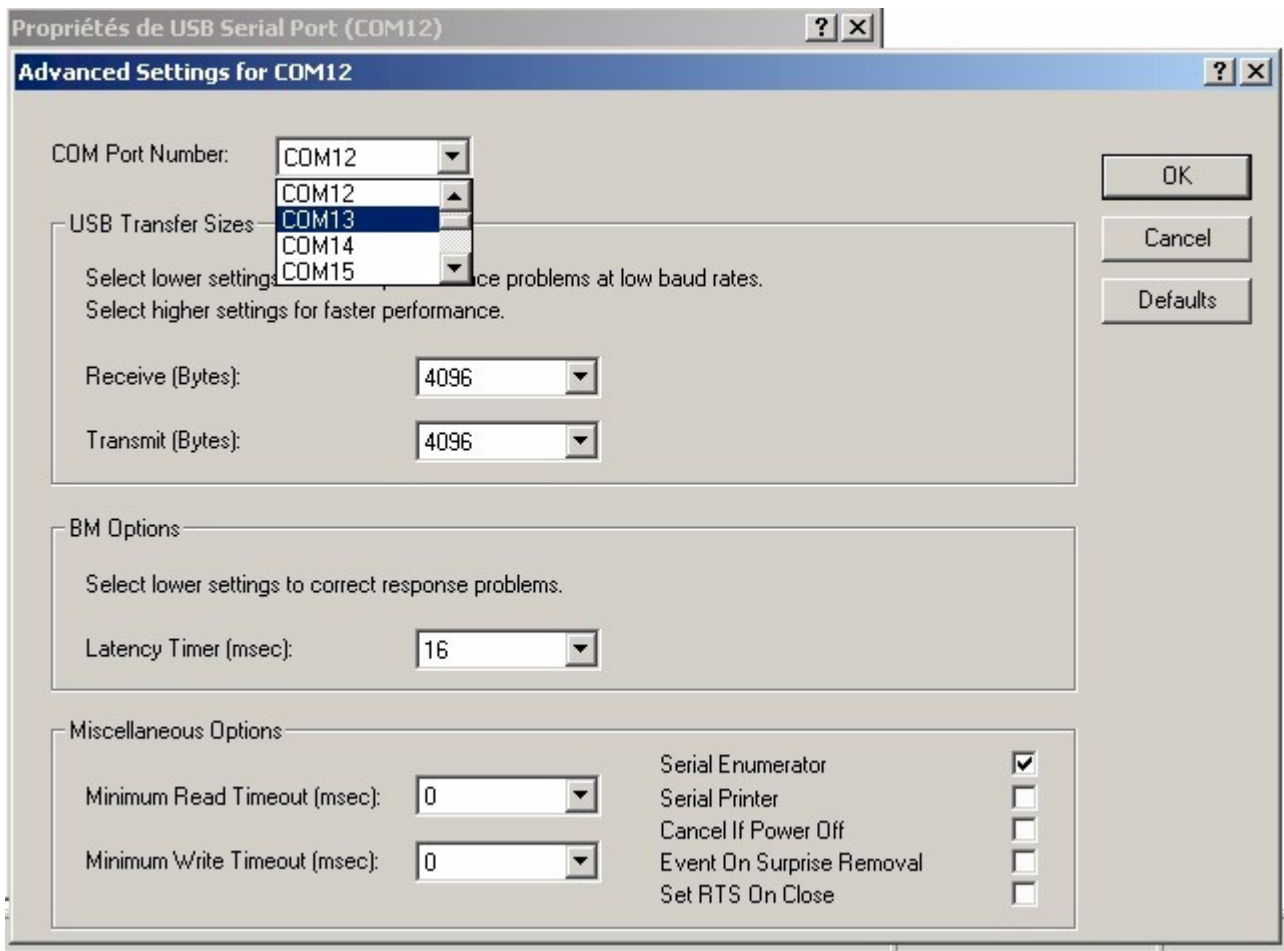 Propriétés de USB Serial Port (COM12)
Advanced Settings for COM12
COM Port Number: COM12
COM12
COM13
COM14
COM15
OK
Cancel
Defaults
USB Transfer Sizes
Select lower settings ce problems at low baud rates.
Select higher settings for faster performance.
Receive (Bytes): 4096
Transmit (Bytes): 4096
BM Options
Select lower settings to correct response problems.
Latency Timer (msec): 16
Miscellaneous Options
Minimum Read Timeout (msec): 0
Minimum Write Timeout (msec): 0
Serial Enumerator
Serial Printer
Cancel If Power Off
Event On Surprise Removal
Set RTS On Close